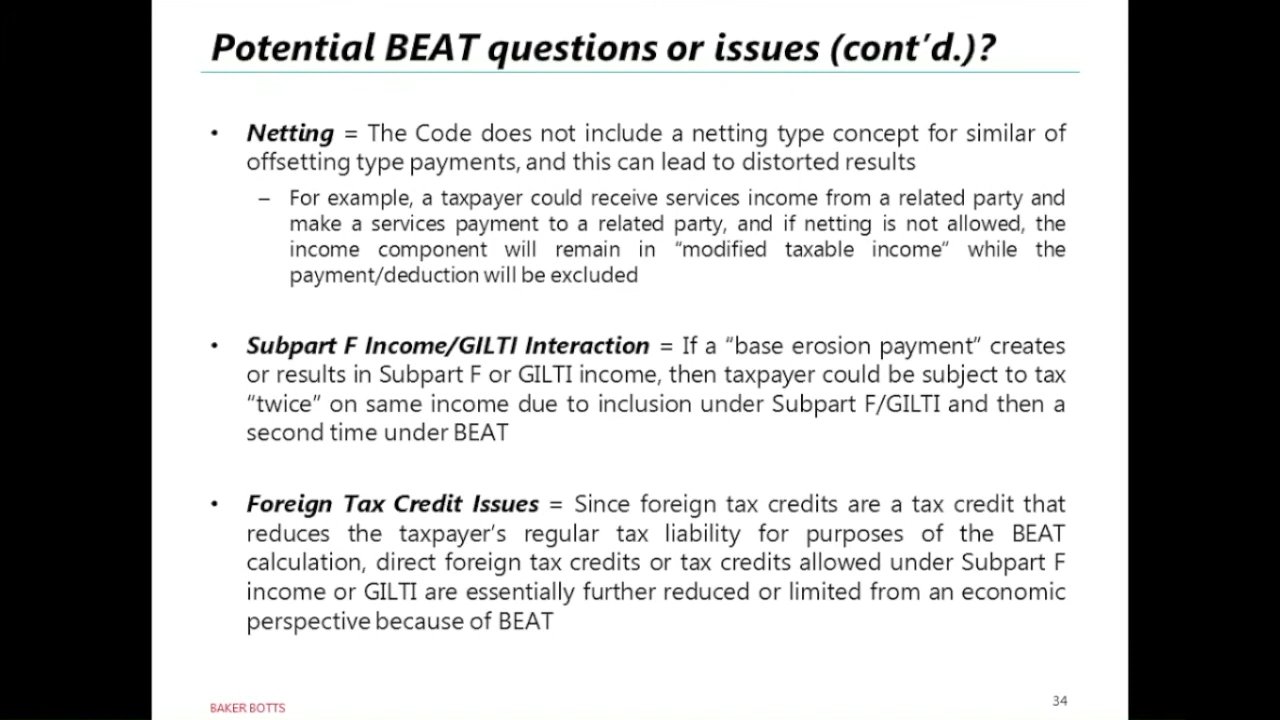 Potential BEAT questions or issues (cont'd.)?
• Netting = The Code does not include a netting type concept for similar of
offsetting type payments, and this can lead to distorted results
– For example, a taxpayer could receive services income from a related party and
make a services payment to a related party, and if netting is not allowed, the
income component will remain in “modified taxable income” while the
payment/deduction will be excluded
• Subpart F Income/GILTI Interaction = If a “base erosion payment” creates
or results in Subpart F or GILTI income, then taxpayer could be subject to tax
“twice” on same income due to inclusion under Subpart F/GILTI and then a
second time under BEAT
• Foreign Tax Credit Issues = Since foreign tax credits are a tax credit that
reduces the taxpayer’s regular tax liability for purposes of the BEAT
calculation, direct foreign tax credits or tax credits allowed under Subpart F
income or GILTI are essentially further reduced or limited from an economic
perspective because of BEAT
BAKER BOTTS
34